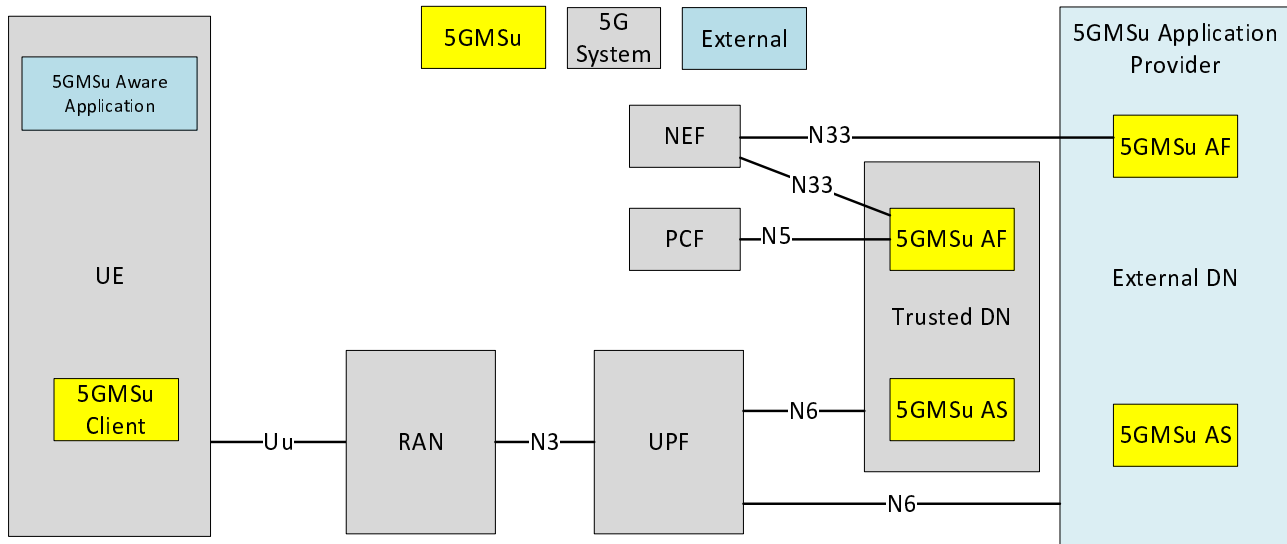 5GMSu
5G
System
External
5GMSu Application
Provider
5GMSu Aware
Application
NEF
N33
5GMSu AF
N33
PCF
N5
5GMSu AF
UE
External DN
Trusted DN
5GMSu
Client
5GMSu AS
5GMSu AS
N6
Uu
RAN
N3
UPF
N6